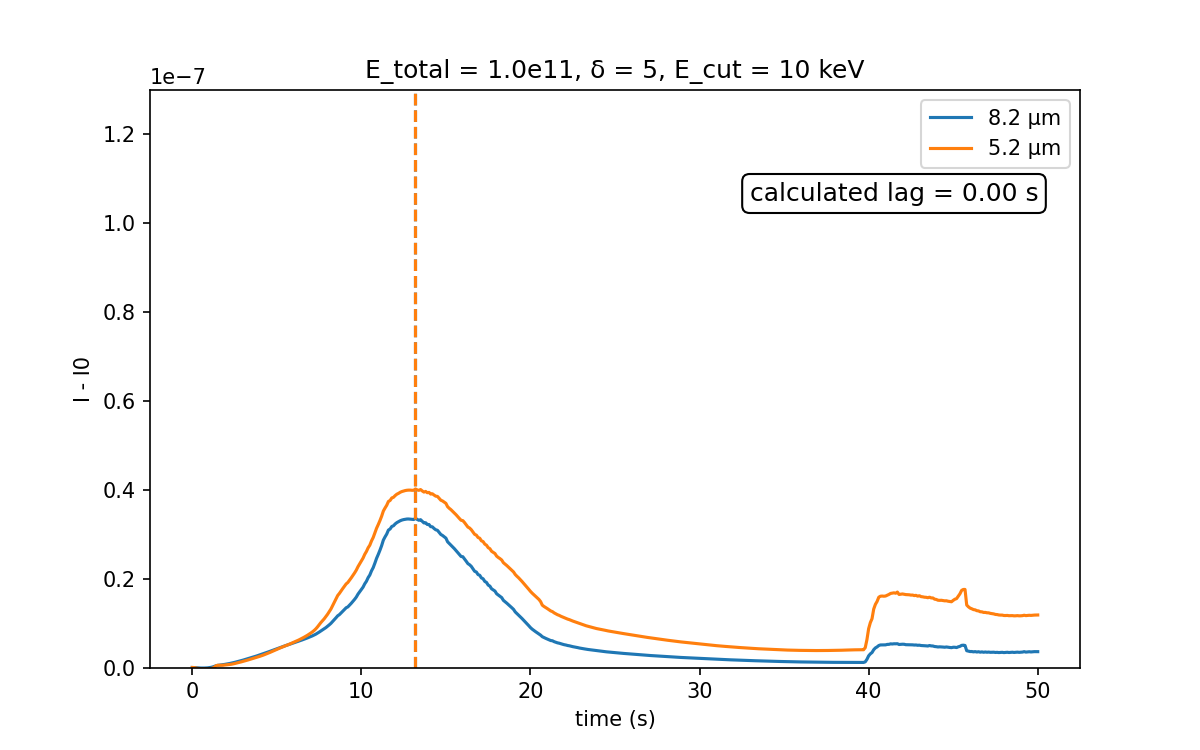 E_total = 1.0e11, δ = 5, E_cut = 10 keV
1e−7
8.2 μm
5.2 μm
calculated lag = 0.00 s
1.2
1.0
0.8
0.6
0.4
0.2
0.0
I - I0
0 10 20 30 40 50
time (s)